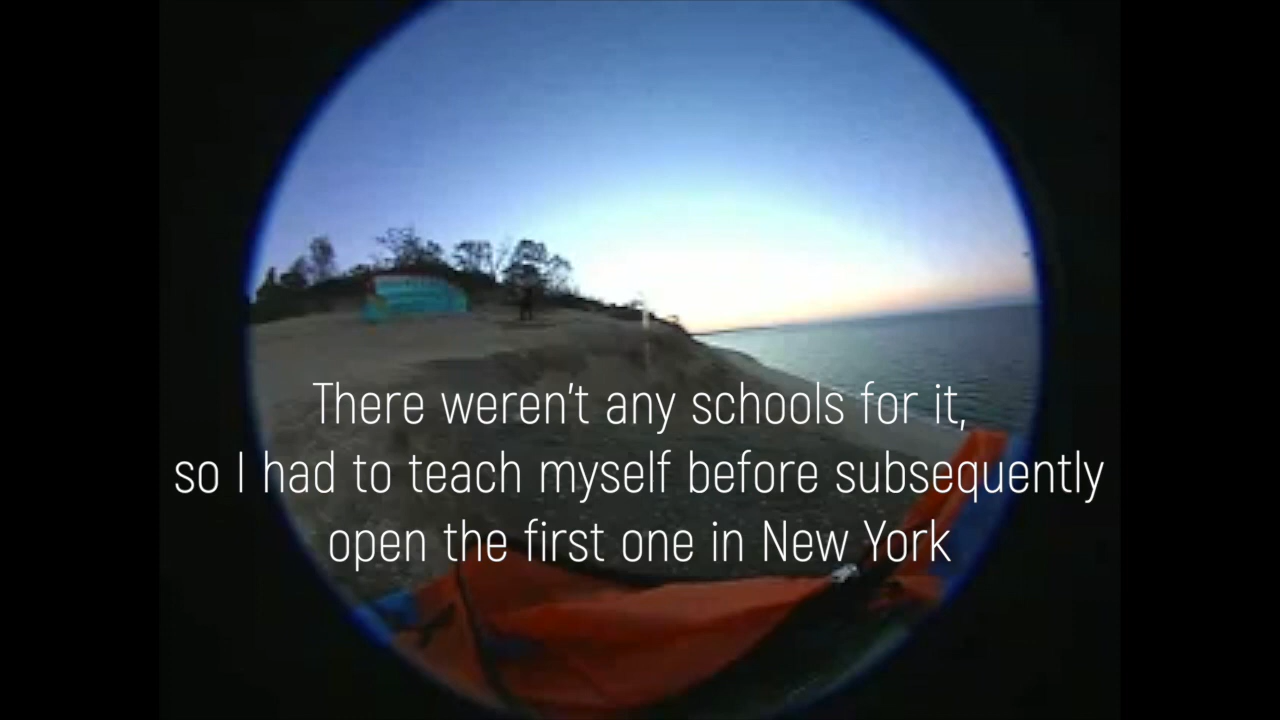 There weren't any schools for it,
so I had to teach myself before subsequently
open the first one in New York